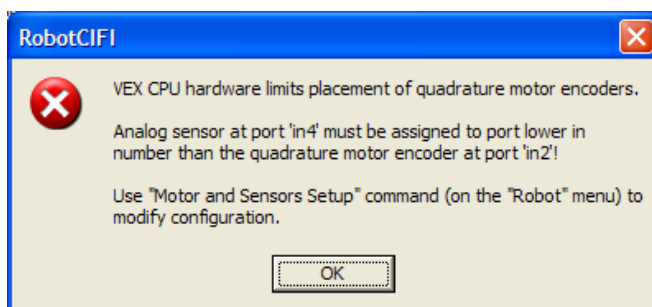 RobotCIFI
VEX CPU hardware limits placement of quadrature motor encoders.
Analog sensor at port 'in4' must be assigned to port lower in
number than the quadrature motor encoder at port 'in2'!
Use "Motor and Sensors Setup" command (on the "Robot" menu) to
modify configuration.
OK